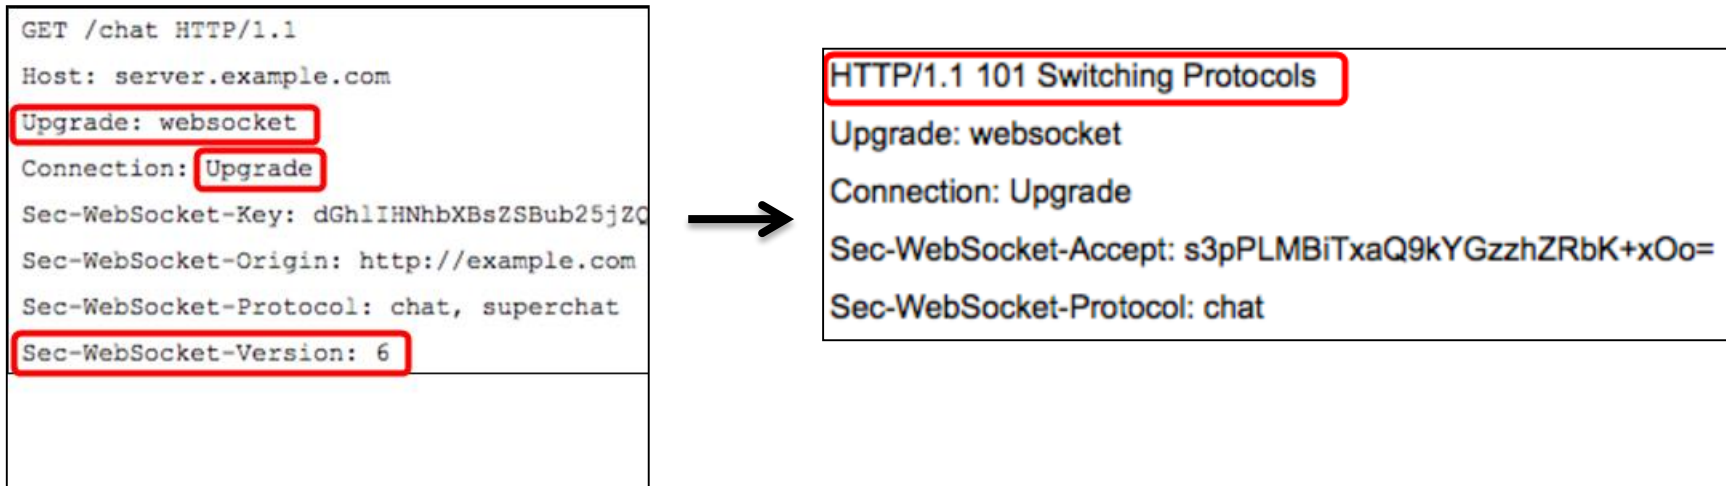 GET /chat HTTP/1.1
Host: server.example.com
Upgrade: websocket
Connection: Upgrade
Sec-WebSocket-Key: dGhlIHNhbXBsZSBub25jZQ
Sec-WebSocket-Origin: http://example.com
Sec-WebSocket-Protocol: chat, superchat
Sec-WebSocket-Version: 6
HTTP/1.1 101 Switching Protocols
Upgrade: websocket
Connection: Upgrade
Sec-WebSocket-Accept: s3pPLMBiTxaQ9kYGzzhZRbK+xOo=
Sec-WebSocket-Protocol: chat